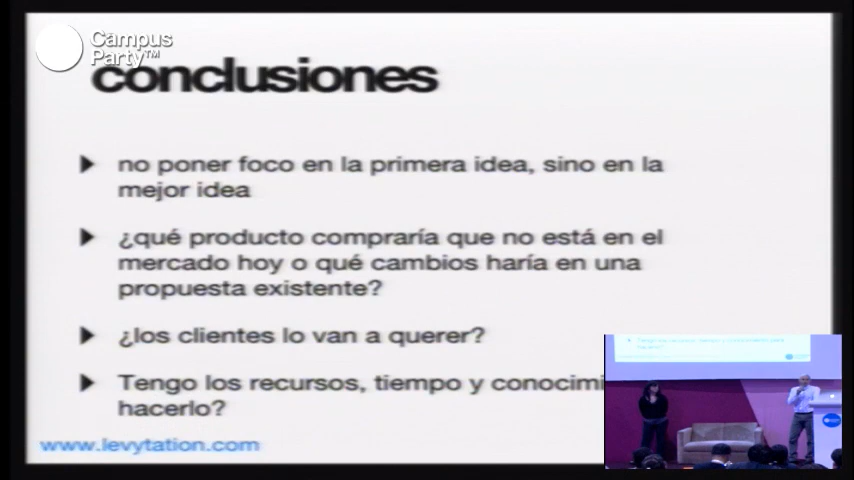 Campus
Party™
conclusiones
no poner foco en la primera idea, sino en la
mejor idea
¿qué producto compraría que no está en el
mercado hoy o qué cambios haría en una
propuesta existente?
¿los clientes lo van a querer?
Tengo los recursos, tiempo y conocimi
hacerlo?
www.levytation.com